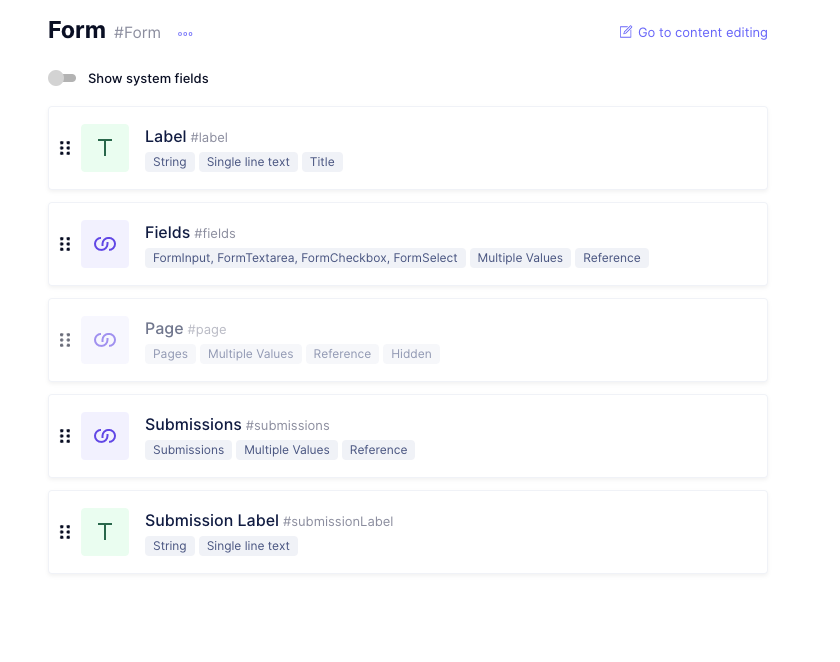 Form #Form
Go to content editing
Show system fields
T
Label #label
String Single line text Title
Fields #fields
FormInput, FormTextarea, FormCheckbox, FormSelect Multiple Values Reference
Page #page
Pages Multiple Values Reference Hidden
Submissions #submissions
Submissions Multiple Values Reference
T
Submission Label #submissionLabel
String Single line text